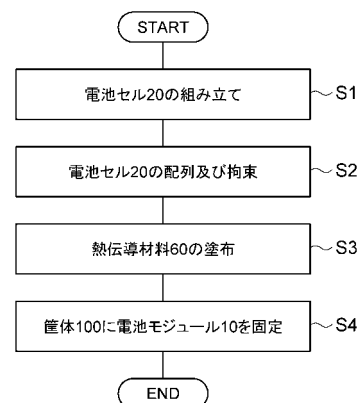 START
電池セル20の組み立て
S1
電池セル20の配列及び拘束
S2
熱伝導材料60の塗布
S3
筐体100に電池モジュール10を固定
S4
END